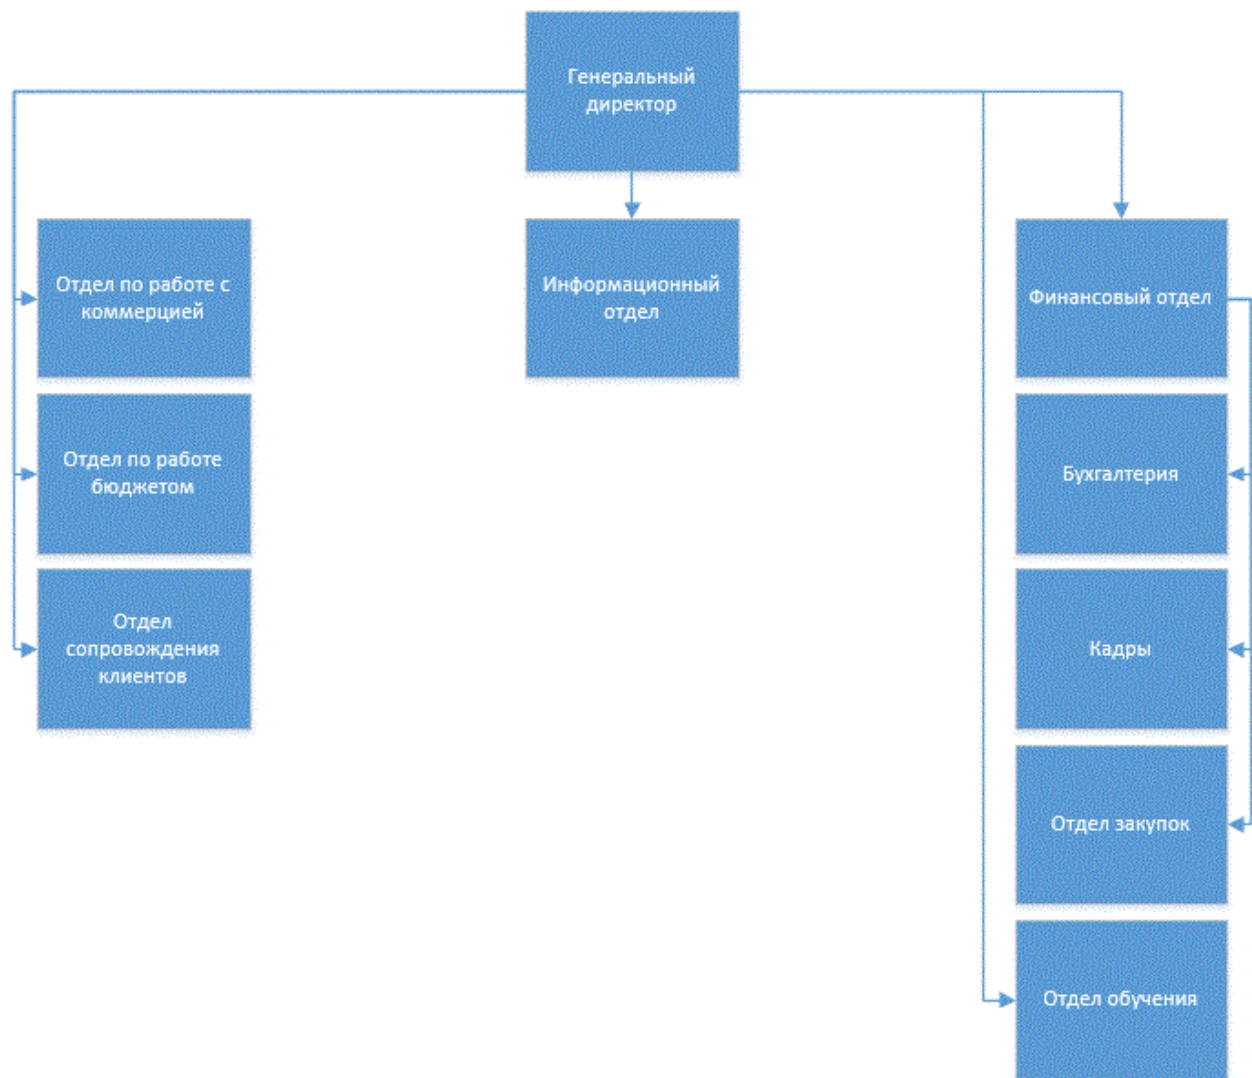 Генеральный
директор
Отдел по работе с
коммерцией
Информационный
отдел
Финансовый отдел
Отдел по работе
бюджетом
Бухгалтерия
Отдел
сопровождения
клиентов
Кадры
Отдел закупок
Отдел обучения